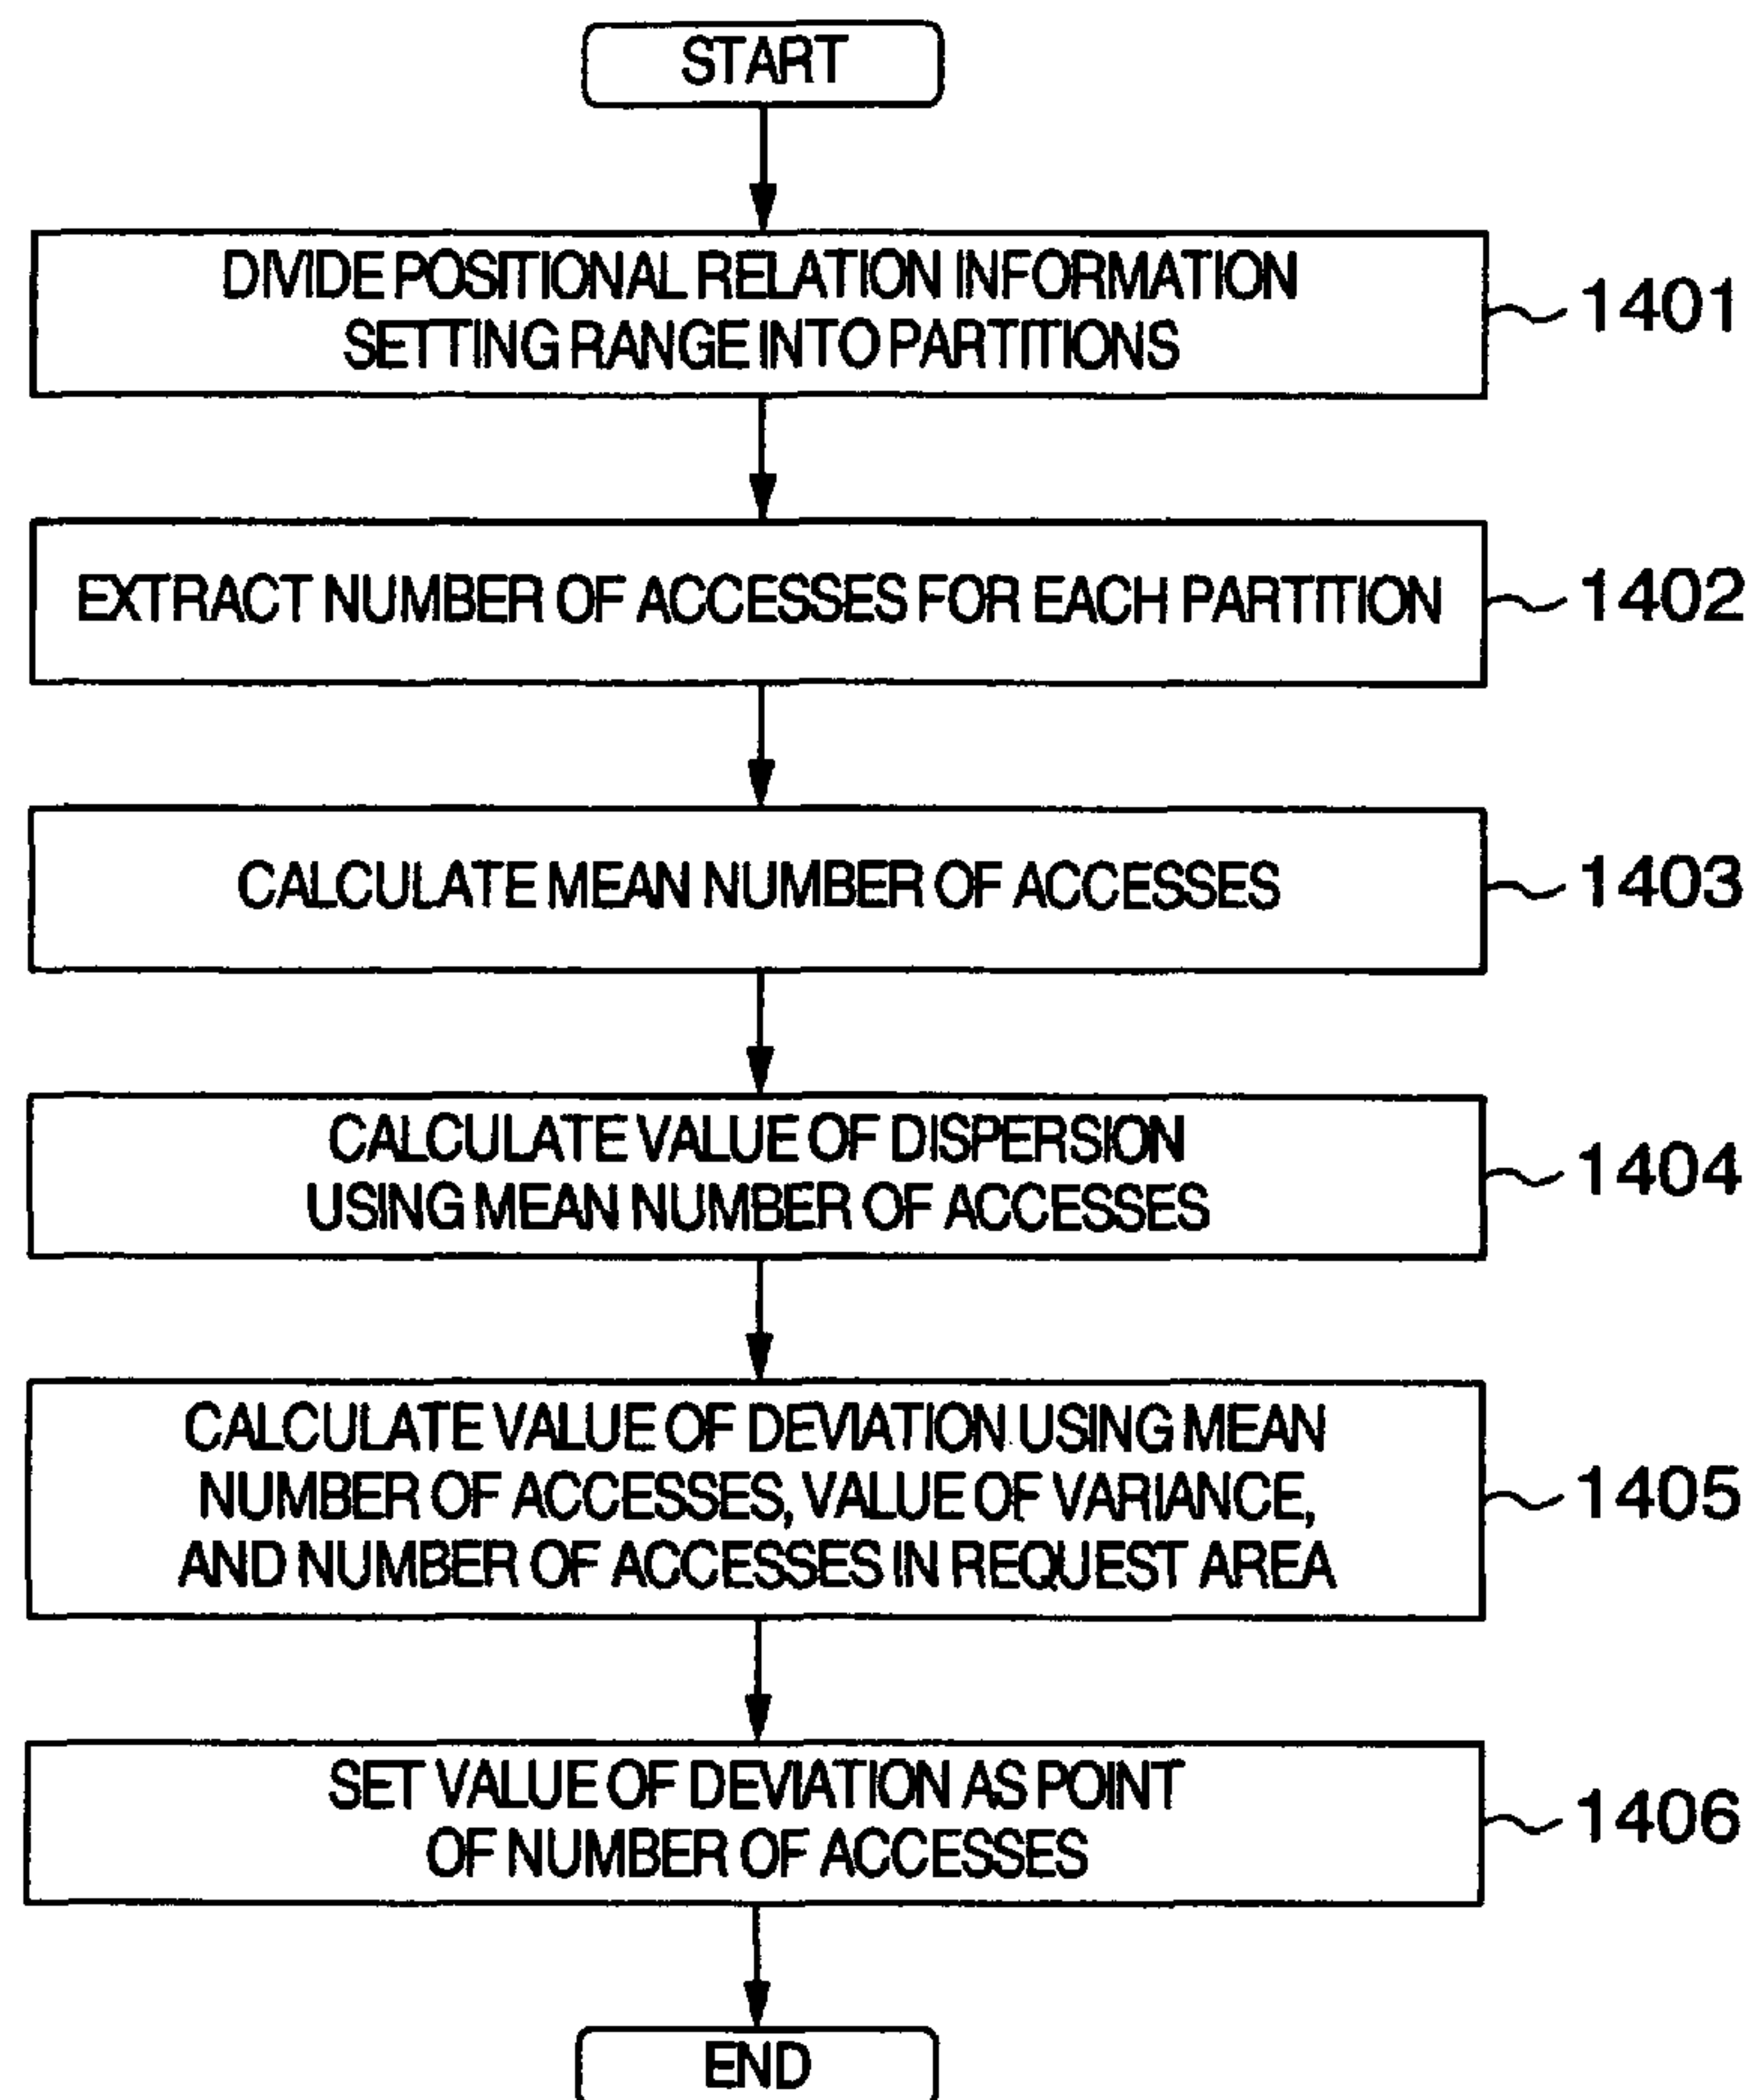 START
DIVIDE POSITIONAL RELATION INFORMATION
SETTING RANGE INTO PARTITIONS
1401
EXTRACT NUMBER OF ACCESSES FOR EACH PARTITION
1402
CALCULATE MEAN NUMBER OF ACCESSES
1403
CALCULATE VALUE OF DISPERSION
USING MEAN NUMBER OF ACCESSES
1404
CALCULATE VALUE OF DEVIATION USING MEAN
NUMBER OF ACCESSES, VALUE OF VARIANCE,
AND NUMBER OF ACCESSES IN REQUEST AREA
1405
SET VALUE OF DEVIATION AS POINT
OF NUMBER OF ACCESSES
1406
END